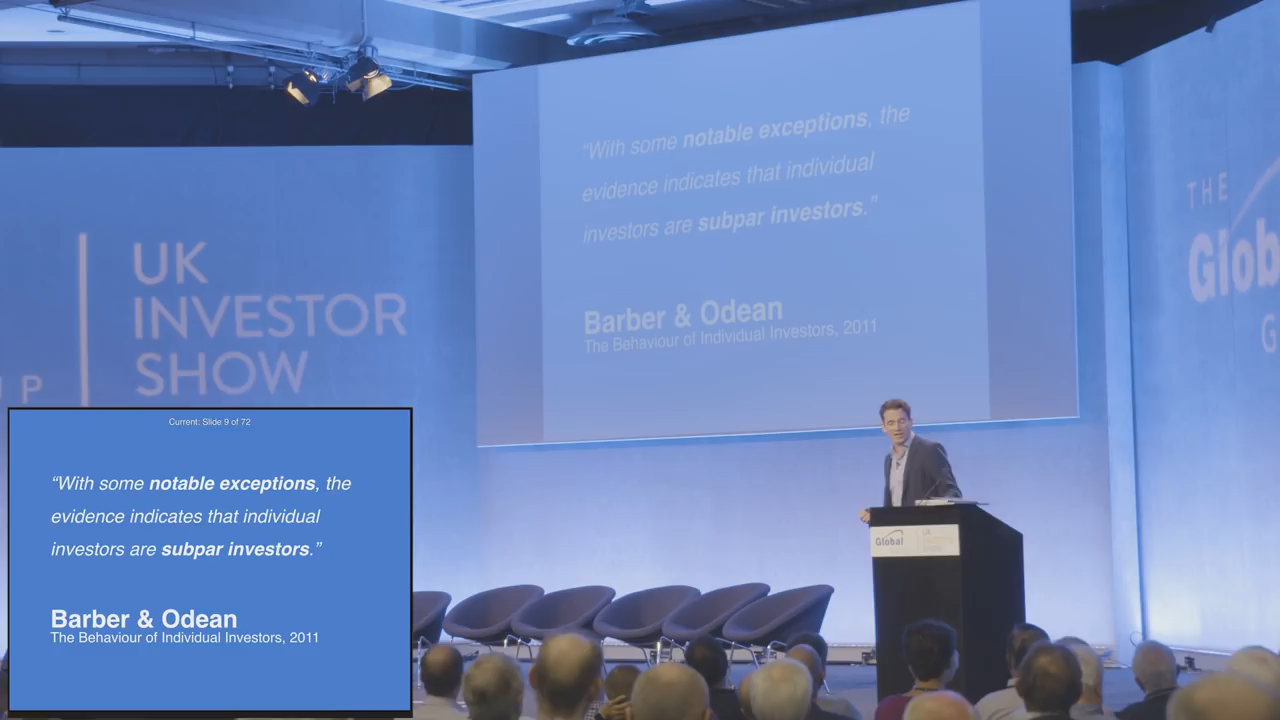 “With some notable exceptions, the
evidence indicates that individual
investors are subpar investors.”
Barber & Odean
The Behaviour of Individual Investors, 2011
UP
UK
INVESTOR
SHOW
THE
Glob
G
Current: Slide 9 of 72
“With some notable exceptions, the
evidence indicates that individual
investors are subpar investors.”
Barber & Odean
The Behaviour of Individual Investors, 2011
Global
UK